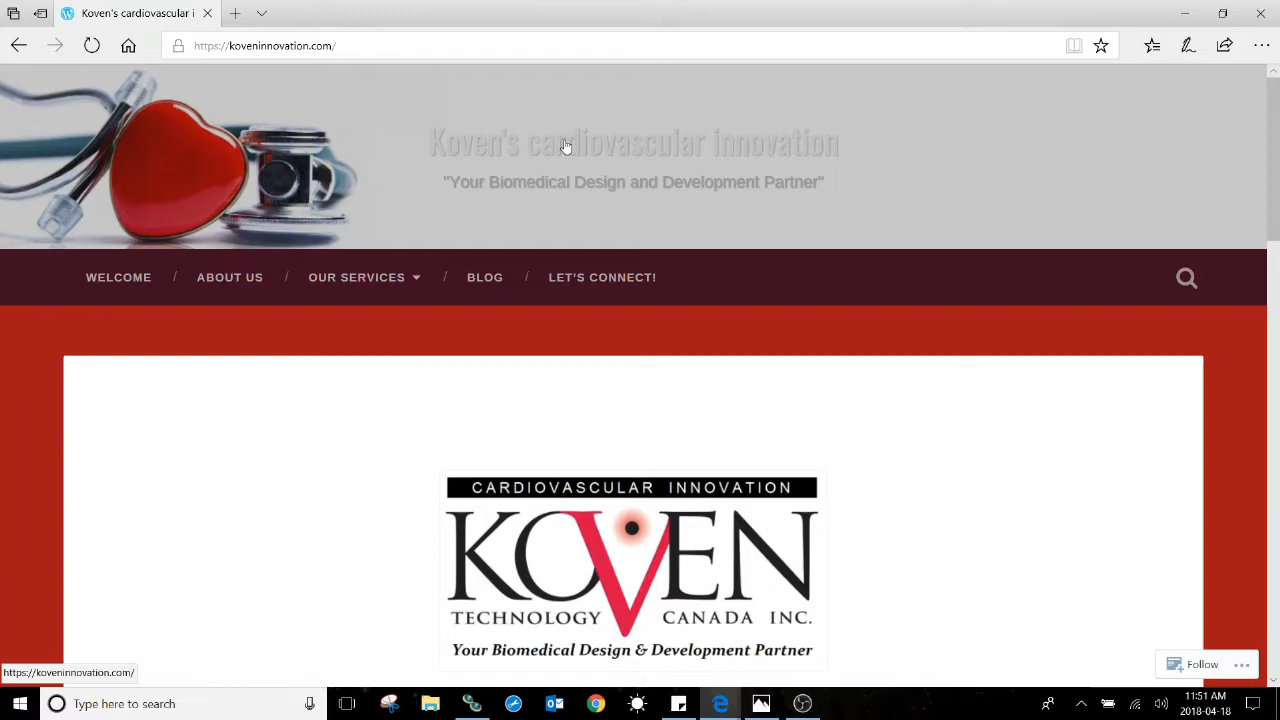 Koven's cardiovascular innov
https://koveninnovation.com/
Koven's cardiovascular innovation
"Your Biomedical Design and Development Partner"
WELCOME / ABOUT US / OUR SERVICES / BLOG / LET'S CONNECT!
CARDIOVASCULAR INNOVATION
KOVEN
TECHNOLOGY CANADA INC.
Your Biomedical Design & Development Partner
https://koveninnovation.com/
Follow
Type here to search
11:51 AM
2018-04-18